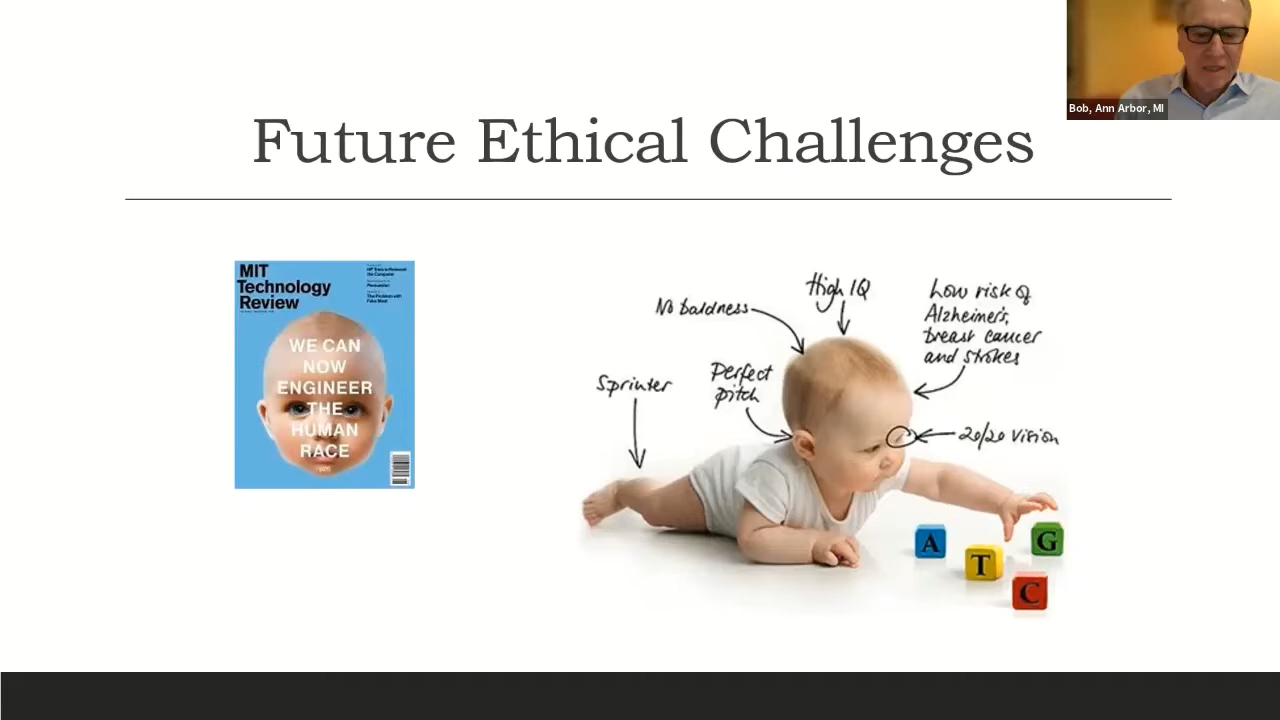 Bob, Ann Arbor, MI
Future Ethical Challenges
MIT
Technology
Review
WE CAN
NOW
ENGINEER
THE
HUMAN
RACE
Sprinter
No baldness
Perfect
pitch
High IQ
Low risk of
Alzheimer's,
breast cancer
and strokes
20/20 vision
A
T
G
C